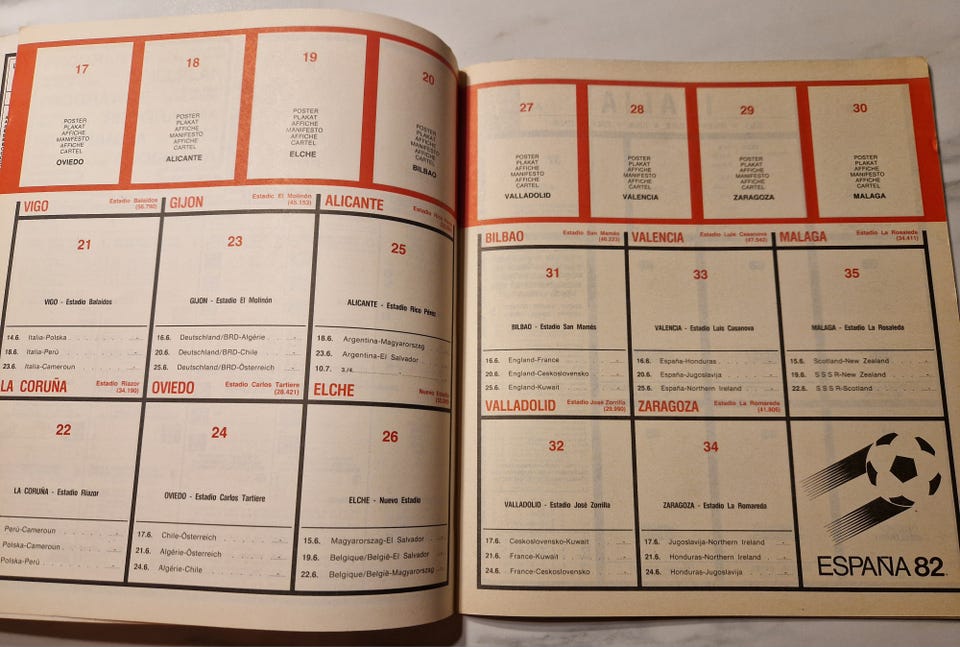 17
POSTER
PLAKAT
AFFICHE
MANIFESTO
AFFICHE
CARTEL
OVIEDO
18
POSTER
PLAKAT
AFFICHE
MANIFESTO
AFFICHE
CARTEL
ALICANTE
19
POSTER
PLAKAT
AFFICHE
MANIFESTO
AFFICHE
CARTEL
ELCHE
20
POSTER
PLAKAT
AFFICHE
MANIFESTO
AFFICHE
CARTEL
BILBAO
VIGO Estadio Balaidos
(56.790)
21
VIGO - Estadio Balaidos
14.6. Italia-Polska
18.6. Italia-Perú
23.6. Italia-Cameroun
GIJON Estadio El Molinón
(45.153)
23
GIJON - Estadio El Molinón
16.6. Deutschland/BRD-Algérie
20.6. Deutschland/BRD-Chile
25.6. Deutschland/BRD-Österreich
ALICANTE Estadio
25
ALICANTE - Estadio Rico Pérez
18.6. Argentina-Magyarorszag
23.6. Argentina-El Salvador
10.7. 3./4.
LA CORUÑA Estadio Riazor
(34.190)
22
LA CORUÑA - Estadio Riazor
Perú-Cameroun
Polska-Cameroun
Polska-Perú
OVIEDO Estadio Carlos Tartiere
(28.421)
24
OVIEDO - Estadio Carlos Tartiere
17.6. Chile-Österreich
21.6. Algérie-Österreich
24.6. Algérie-Chile
ELCHE Nuevo
26
ELCHE - Nuevo Estadio
15.6. Magyarorszag-El Salvador
19.6. Belgique/België-El Salvador
22.6. Belgique/België-Magyarorszag
27
POSTER
PLAKAT
AFFICHE
MANIFESTO
AFFICHE
CARTEL
VALLADOLID
28
POSTER
PLAKAT
AFFICHE
MANIFESTO
AFFICHE
CARTEL
VALENCIA
29
POSTER
PLAKAT
AFFICHE
MANIFESTO
AFFICHE
CARTEL
ZARAGOZA
30
POSTER
PLAKAT
AFFICHE
MANIFESTO
AFFICHE
CARTEL
MALAGA
BILBAO Estadio San Mamés
(46.223)
31
BILBAO - Estadio San Mamés
16.6. England-France
20.6. England-Ceskoslovensko
25.6. England-Kuwait
VALENCIA Estadio Luis Casanova
(47.542)
33
VALENCIA - Estadio Luis Casanova
16.6. España-Honduras
20.6. España-Jugoslavija
25.6. España-Northern Ireland
MALAGA Estadio La Rosaleda
(34.411)
35
MALAGA - Estadio La Rosaleda
15.6. Scotland-New Zealand
19.6. S S S R-New Zealand
22.6. S S S R-Scotland
VALLADOLID Estadio José Zorrilla
(29.990)
32
VALLADOLID - Estadio José Zorrilla
17.6. Ceskoslovensko-Kuwait
21.6. France-Kuwait
24.6. France-Ceskoslovensko
ZARAGOZA Estadio La Romareda
(41.806)
34
ZARAGOZA - Estadio La Romareda
17.6. Jugoslavija-Northern Ireland
21.6. Honduras-Northern Ireland
24.6. Honduras-Jugoslavija
ESPAÑA 82